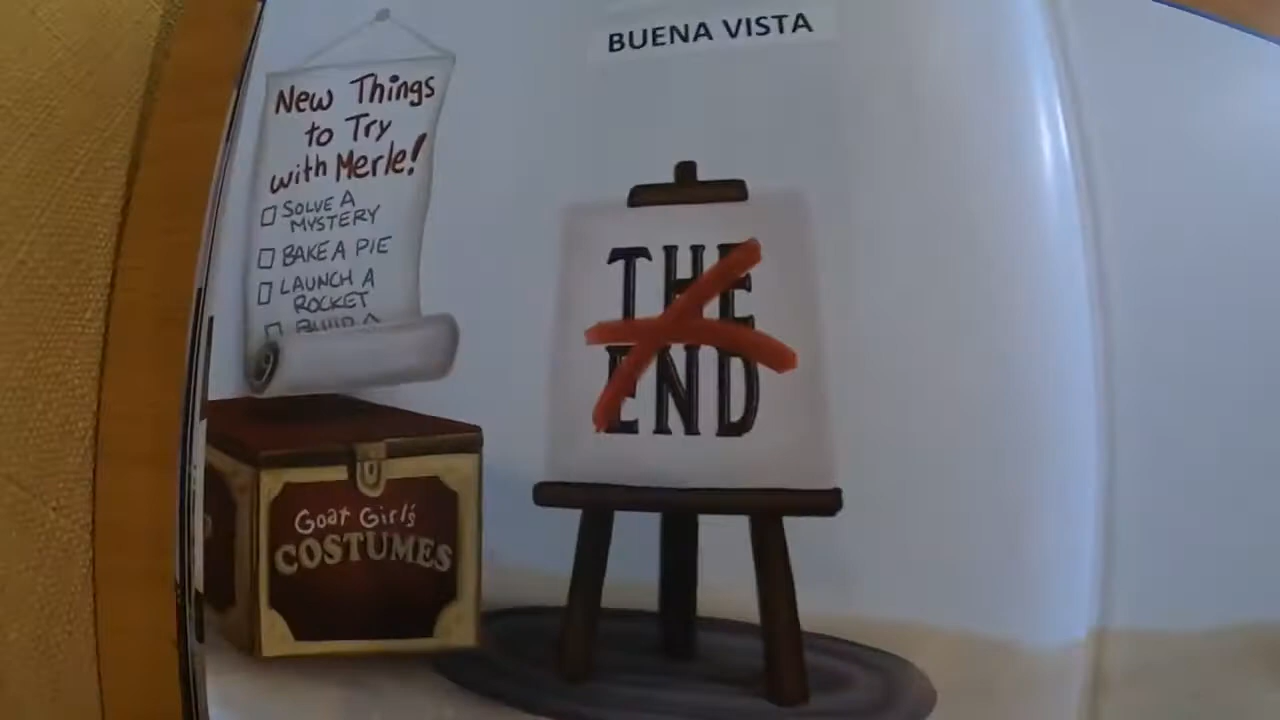 BUENA VISTA
New Things
to Try
with Merle!
SOLVE A
MYSTERY
BAKE A PIE
LAUNCH A
ROCKET
BUILD A
THE
END
Goat Girl's
COSTUMES